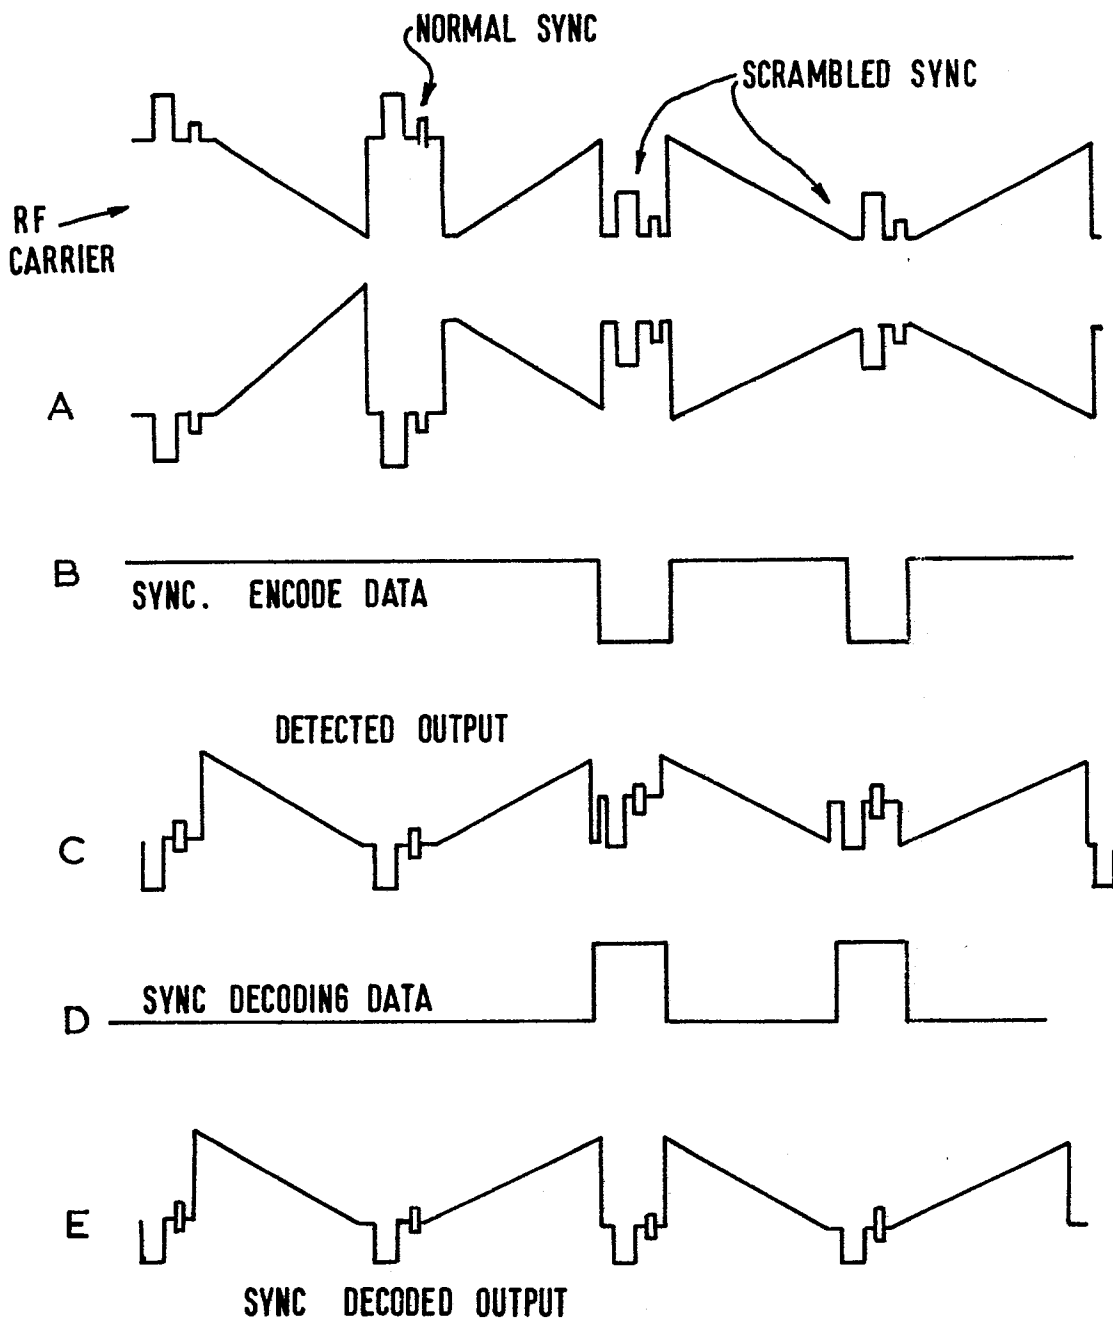 NORMAL SYNC
SCRAMBLED SYNC
RF
CARRIER
A
B
SYNC. ENCODE DATA
DETECTED OUTPUT
C
SYNC DECODING DATA
D
E
SYNC DECODED OUTPUT